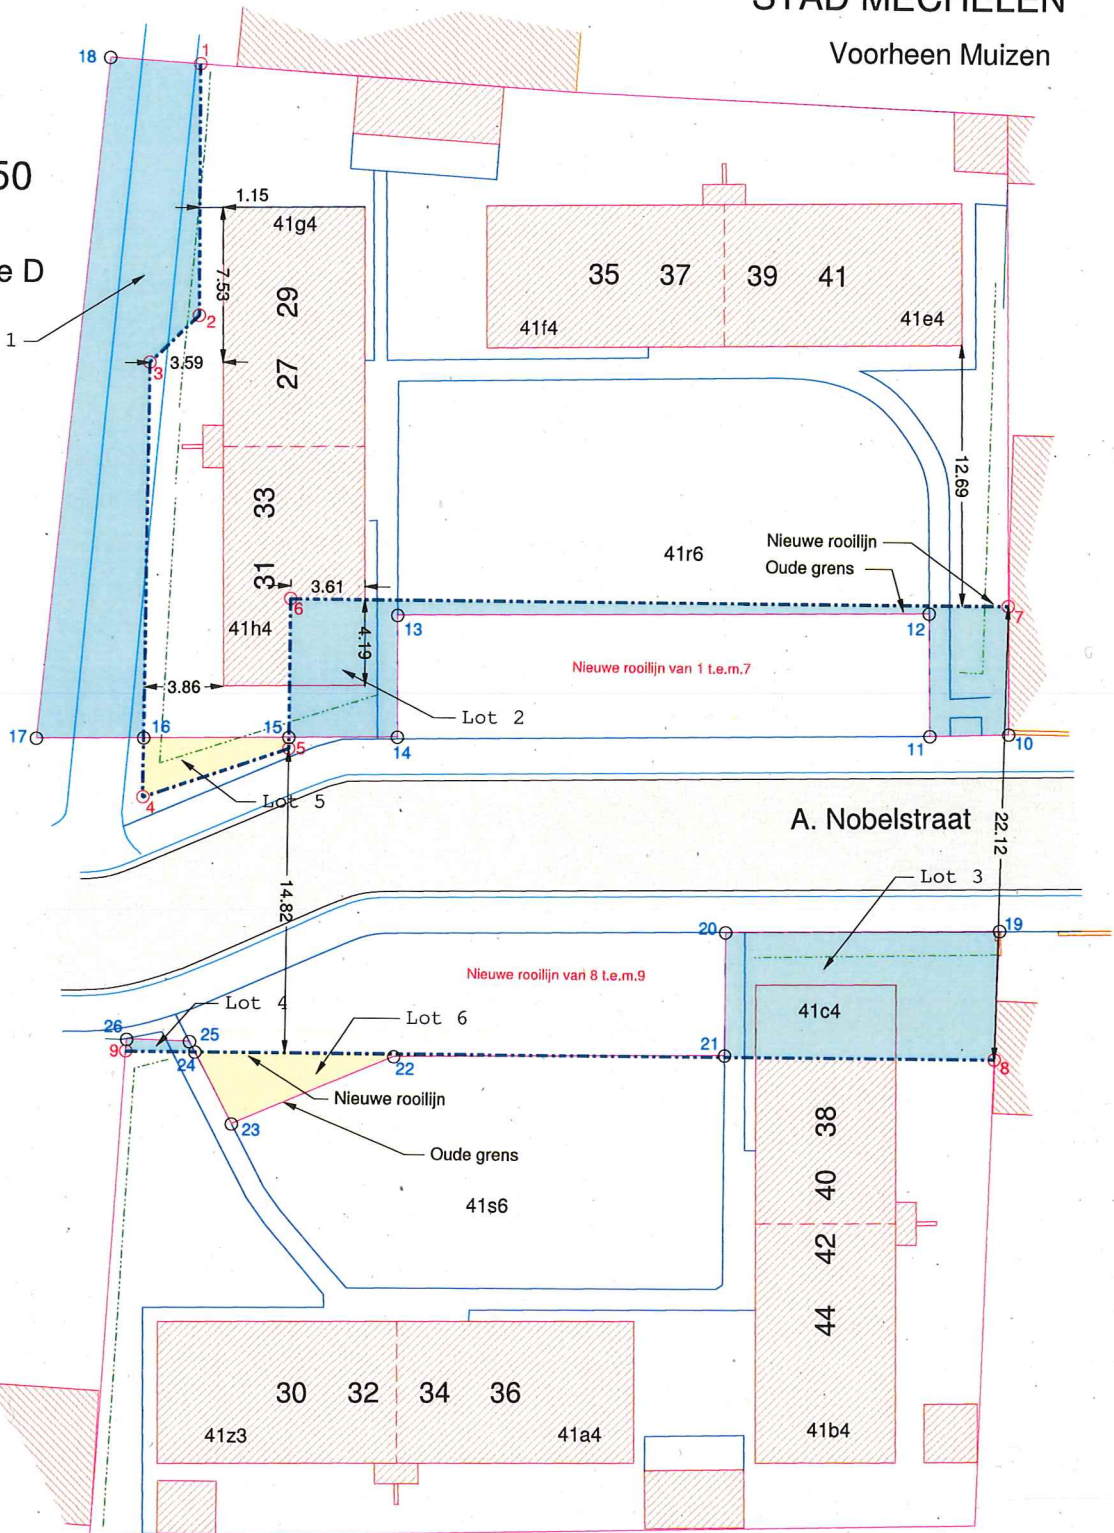 STAD MECHELEN
Voorheen Muizen
18
1
50
e D
1
1.15
41g4
7.53
29
27
2
3
3.59
35 37 39 41
41f4
41e4
12.69
33
31
41r6
Nieuwe rooilijn
Oude grens
3.61
6
7
41h4
4.19
13
12
Nieuwe rooilijn van 1 t.e.m.7
3.86
Lot 2
17
16
15
5
14
11
10
4
Lot 5
A. Nobelstraat
22.12
14.82
Lot 3
20
19
Nieuwe rooilijn van 8 t.e.m.9
Lot 4
Lot 6
41c4
26
25
9
24
22
21
8
Nieuwe rooilijn
23
Oude grens
38
40
41s6
42
44
30 32 34 36
41z3
41a4
41b4